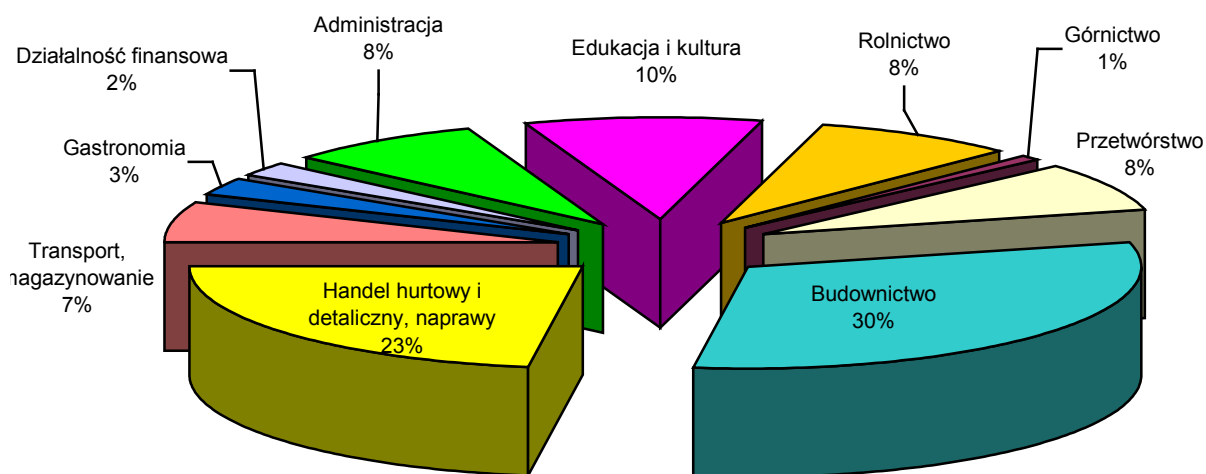 Administracja
8%
Edukacja i kultura
10%
Rolnictwo
8%
Górnictwo
1%
Działalność finansowa
2%
Przetwórstwo
8%
Gastronomia
3%
Transport,
nagazynowanie
7%
Handel hurtowy i
detaliczny, naprawy
23%
Budownictwo
30%